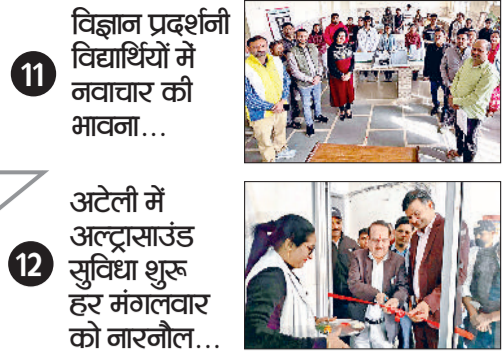 11
विज्ञान प्रदर्शनी
विद्यार्थियों में
नवाचार की
भावना...
12
अटेली में
अल्ट्रासाउंड
सुविधा शुरू
हर मंगलवार
को नारनौल...